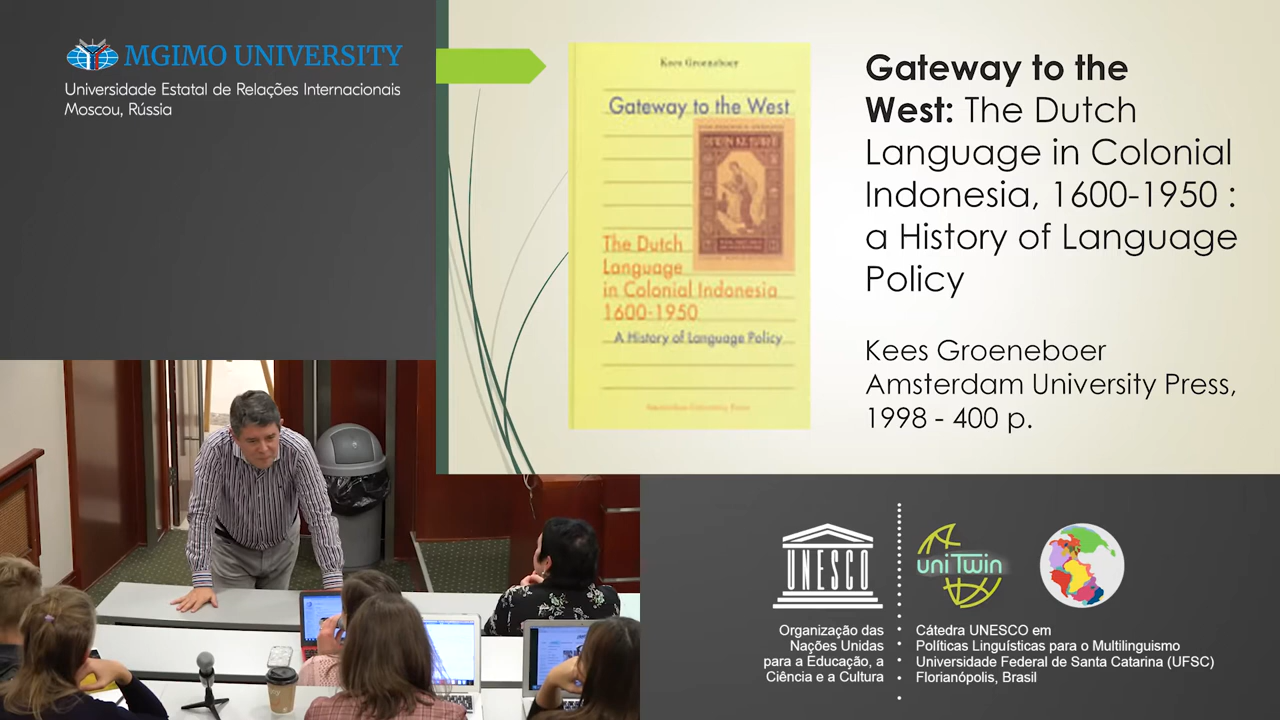 MGIMO UNIVERSITY
Universidade Estatal de Relações Internacionais
Moscou, Rússia
Kees Groeneboer
Gateway to the West
The Dutch
Language
in Colonial Indonesia
1600-1950
A History of Language Policy
Amsterdam University Press
Gateway to the
West: The Dutch
Language in Colonial
Indonesia, 1600-1950 :
a History of Language
Policy
Kees Groeneboer
Amsterdam University Press,
1998 - 400 p.
UNESCO
Organização das
Nações Unidas
para a Educação, a
Ciência e a Cultura
uniTwin
Cátedra UNESCO em
Políticas Linguísticas para o Multilinguismo
Universidade Federal de Santa Catarina (UFSC)
Florianópolis, Brasil